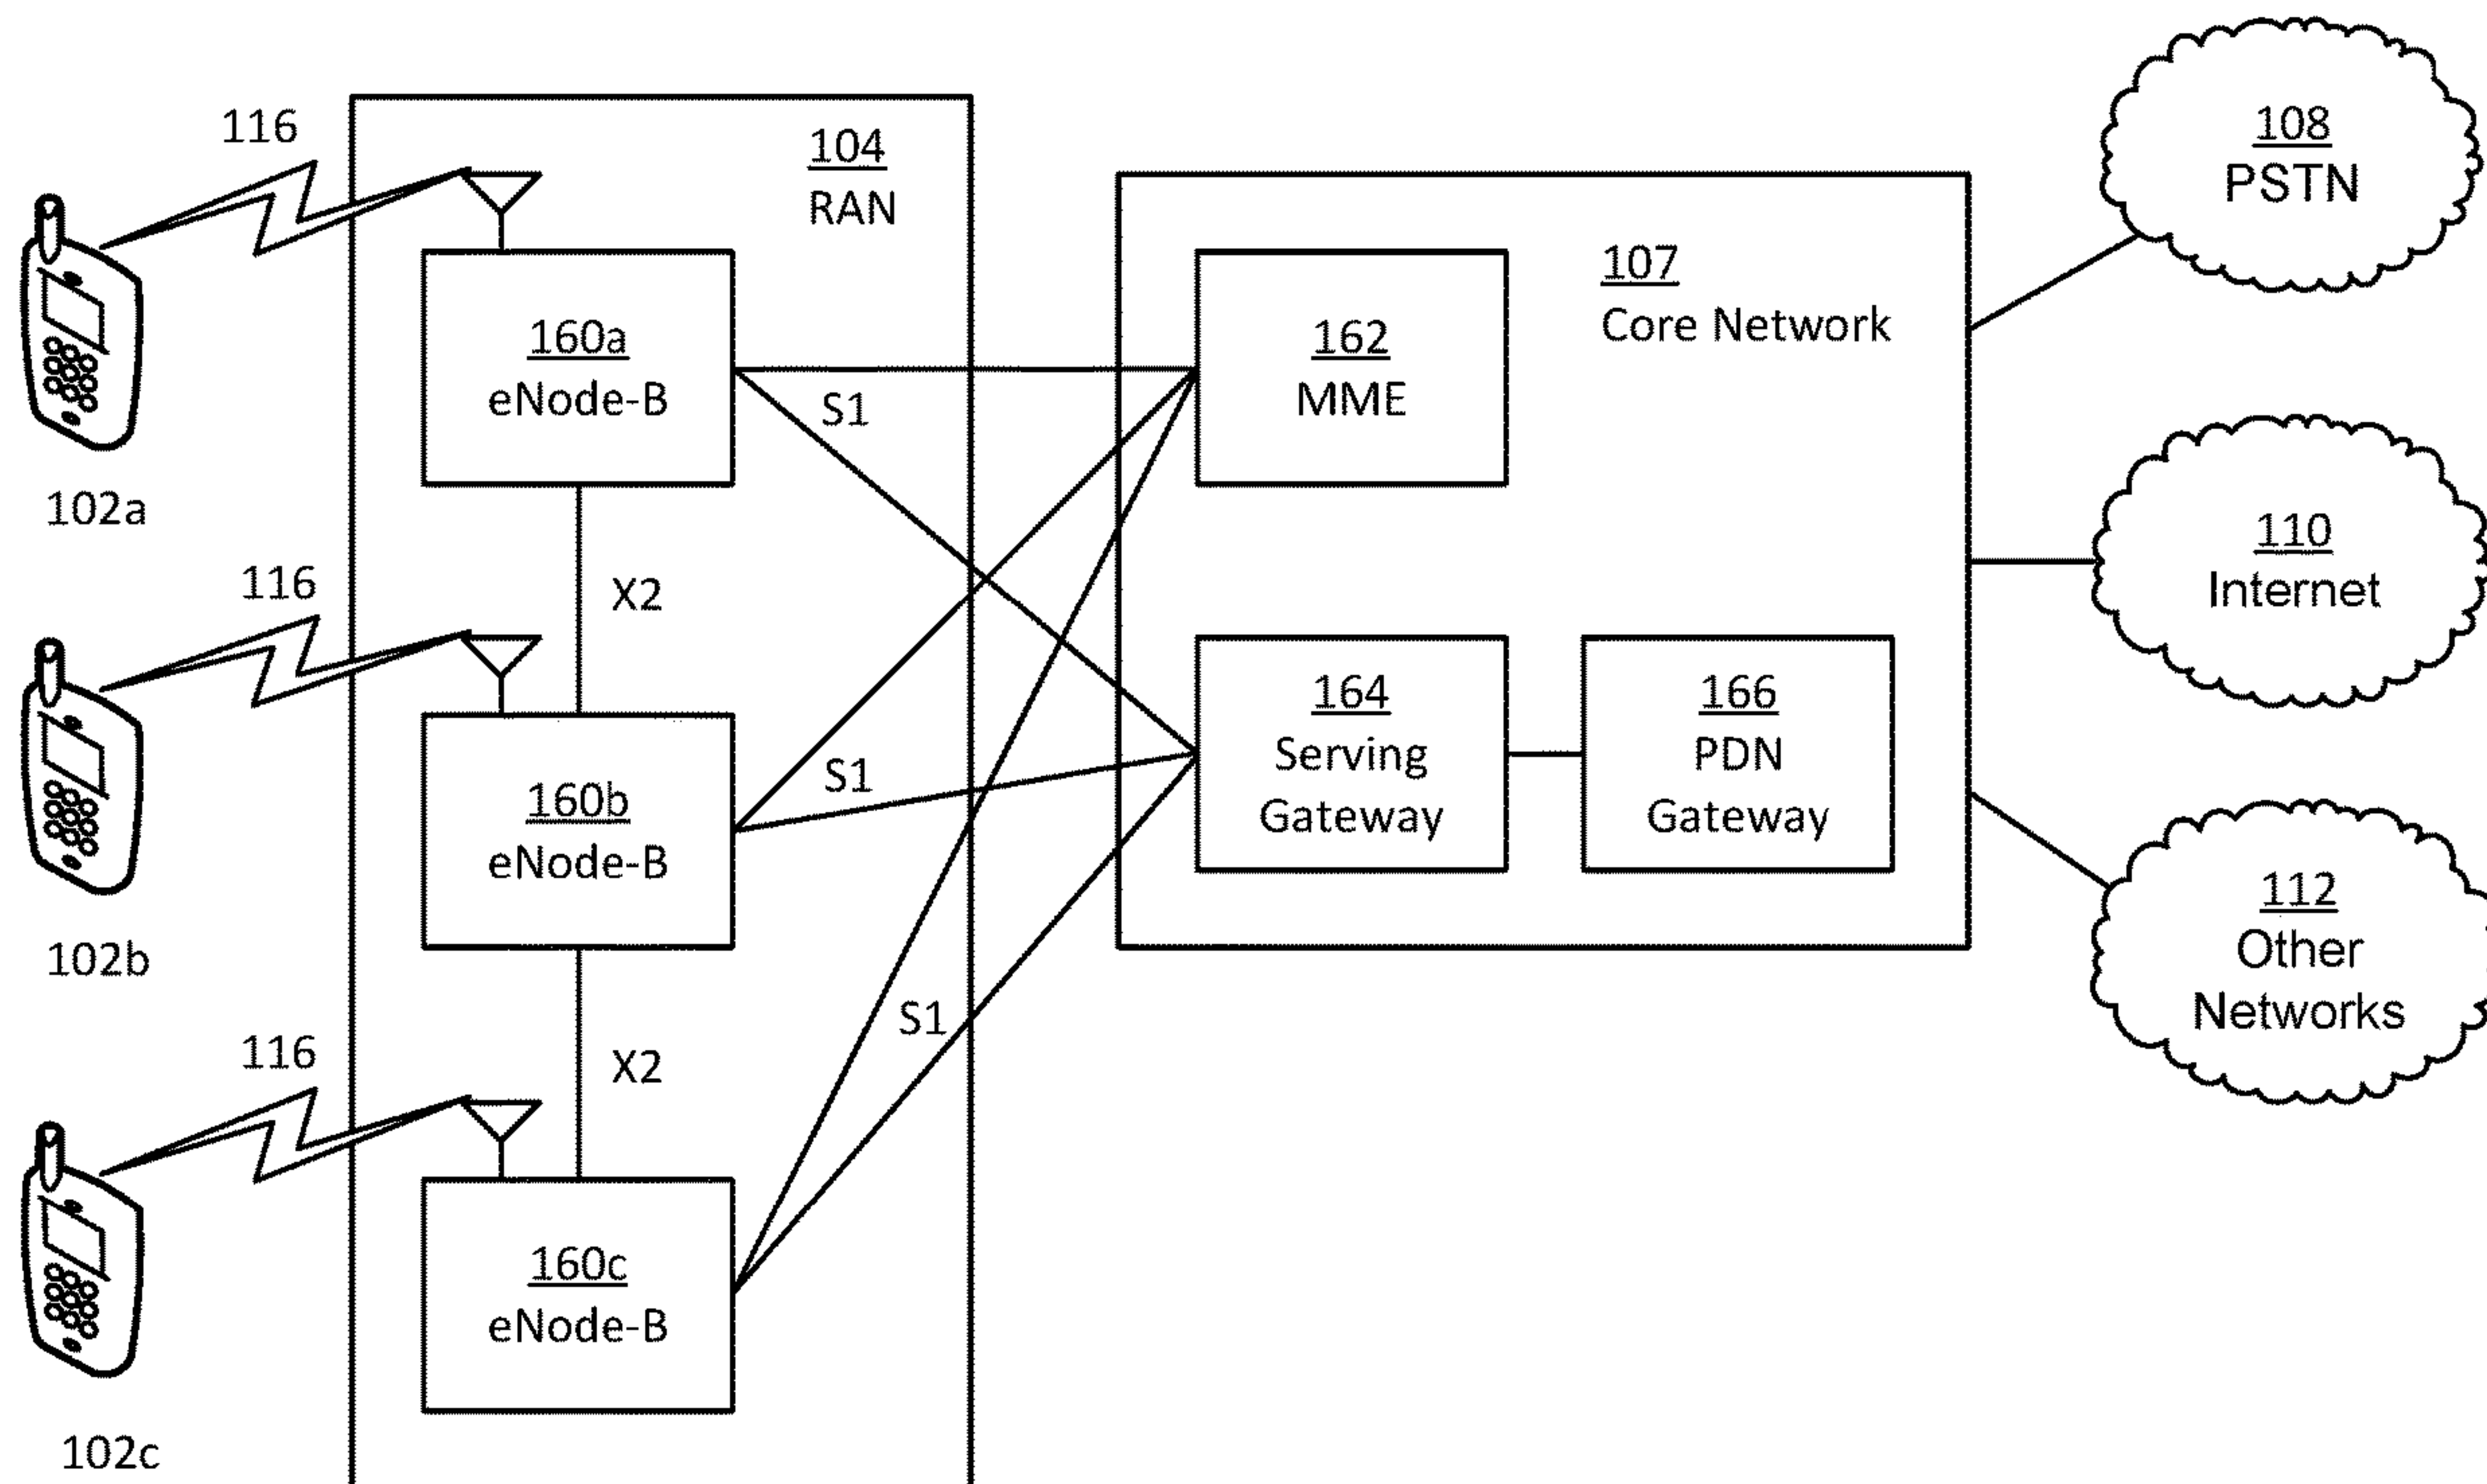 116
102a
116
102b
116
102c
104
RAN
160a
eNode-B
S1
X2
160b
eNode-B
S1
X2
S1
160c
eNode-B
107
Core Network
162
MME
164
Serving
Gateway
166
PDN
Gateway
108
PSTN
110
Internet
112
Other
Networks